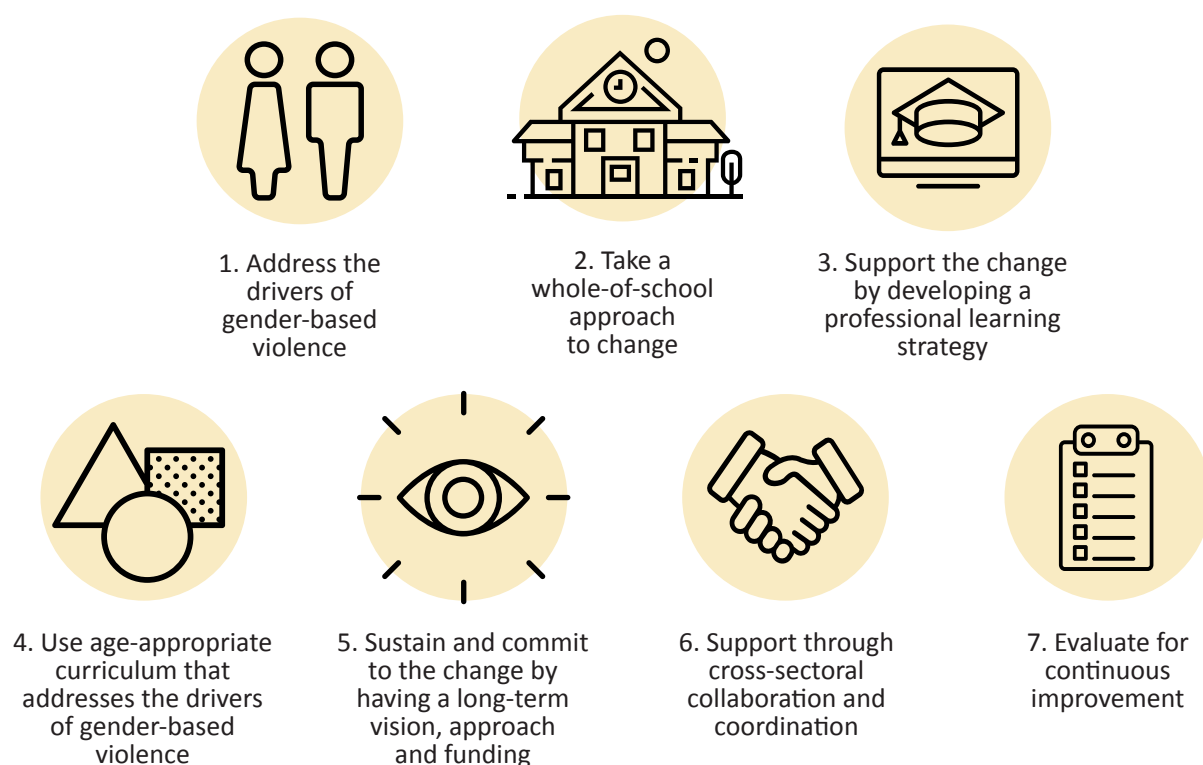 1. Address the
drivers of
gender-based
violence
2. Take a
whole-of-school
approach
to change
3. Support the change
by developing a
professional learning
strategy
4. Use age-appropriate
curriculum that
addresses the drivers
of gender-based
violence
5. Sustain and commit
to the change by
having a long-term
vision, approach
and funding
6. Support through
cross-sectoral
collaboration and
coordination
7. Evaluate for
continuous
improvement